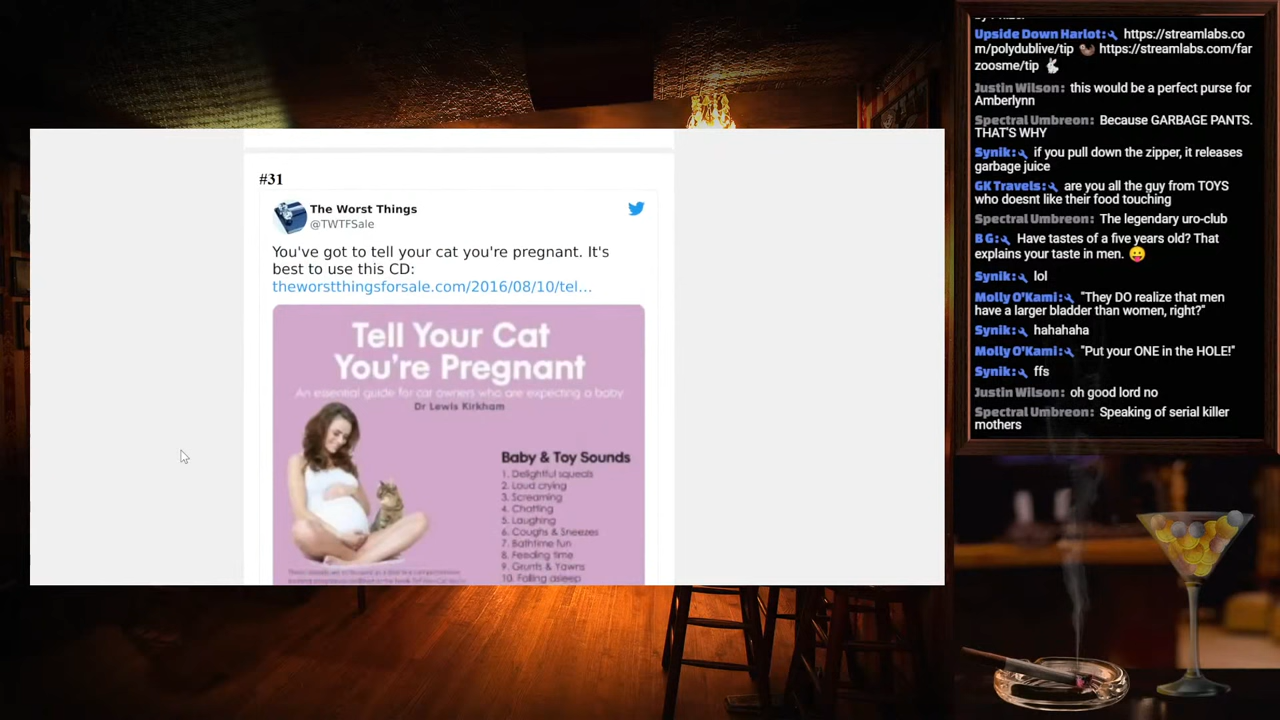 #31
The Worst Things
@TWTFSale
You've got to tell your cat you're pregnant. It's
best to use this CD:
theworstthingsforsale.com/2016/08/10/tel…
Tell Your Cat
You're Pregnant
An essential guide for cat owners who are expecting a baby
Dr Lewis Kirkham
Baby & Toy Sounds
1. Delightful squeals
2. Loud crying
3. Screaming
4. Chatting
5. Laughing
6. Coughs & Sneezes
7. Bathtime fun
8. Feeding time
9. Grunts & Yawns
10. Falling asleep
Upside Down Harlot: https://streamlabs.co
m/polydublive/tip https://streamlabs.com/far
zoosme/tip
Justin Wilson: this would be a perfect purse for
Amberlynn
Spectral Umbreon: Because GARBAGE PANTS.
THAT'S WHY
Synik: if you pull down the zipper, it releases
garbage juice
GK Travels: are you all the guy from TOYS
who doesnt like their food touching
Spectral Umbreon: The legendary uro-club
B G: Have tastes of a five years old? That
explains your taste in men. 😛
Synik: lol
Molly O'Kami: "They DO realize that men
have a larger bladder than women, right?"
Synik: hahahaha
Molly O'Kami: "Put your ONE in the HOLE!"
Synik: ffs
Justin Wilson: oh good lord no
Spectral Umbreon: Speaking of serial killer
mothers